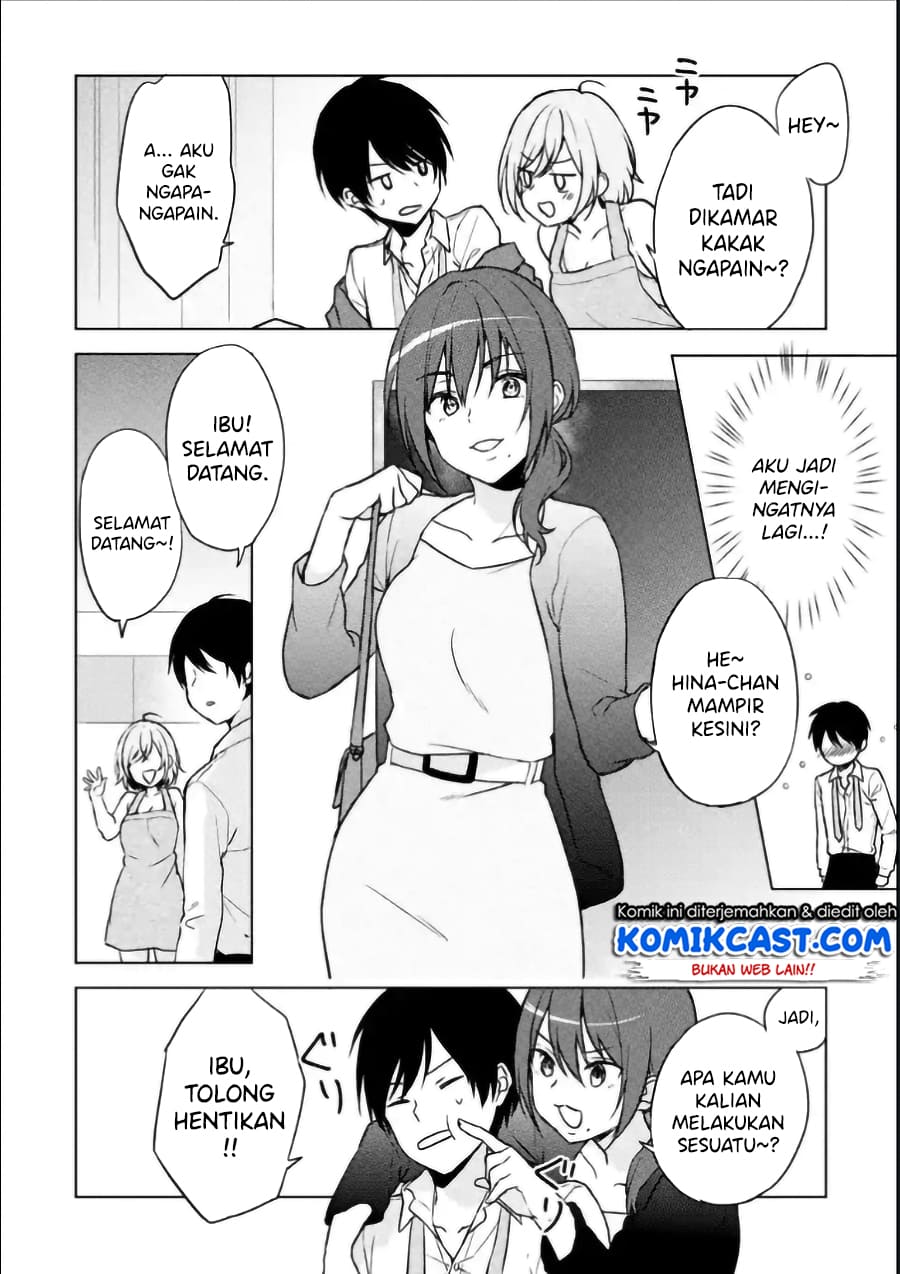 HEY~
TADI
DIKAMAR
KAKAK
NGAPAIN~?
ニヤ
ニヤ
A... AKU
GAK
NGAPA-
NGAPAIN.
AKU JADI
MENGI-
NGATNYA
LAGI...!
HE~
HINA-CHAN
MAMPIR
KESINI?
IBU!
SELAMAT
DATANG.
SELAMAT
DATANG~!
Komik ini diterjemahkan & diedit oleh
KOMIKCAST.COM
BUKAN WEB LAIN!!
JADI,
APA KAMU
KALIAN
MELAKUKAN
SESUATU~?
ぐり
ぐり
IBU,
TOLONG
HENTIKAN
!!